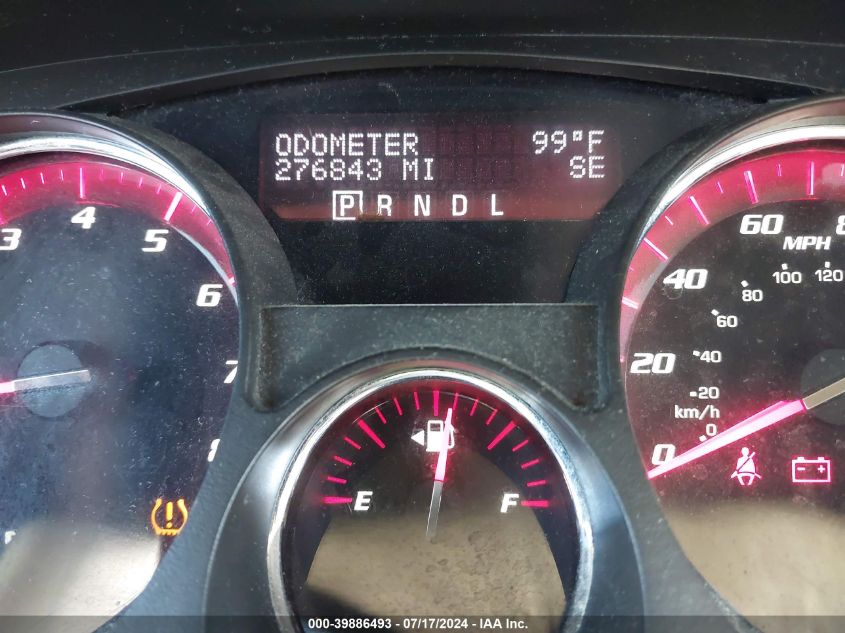 ODOMETER 99°F
276843 MI SE
P R N D L
3 4 5 6 7 8
E F
0 20 40 60 8
MPH
0 20 40 60 80 100 120
km/h
000-39886493 - 07/17/2024 - IAA Inc.